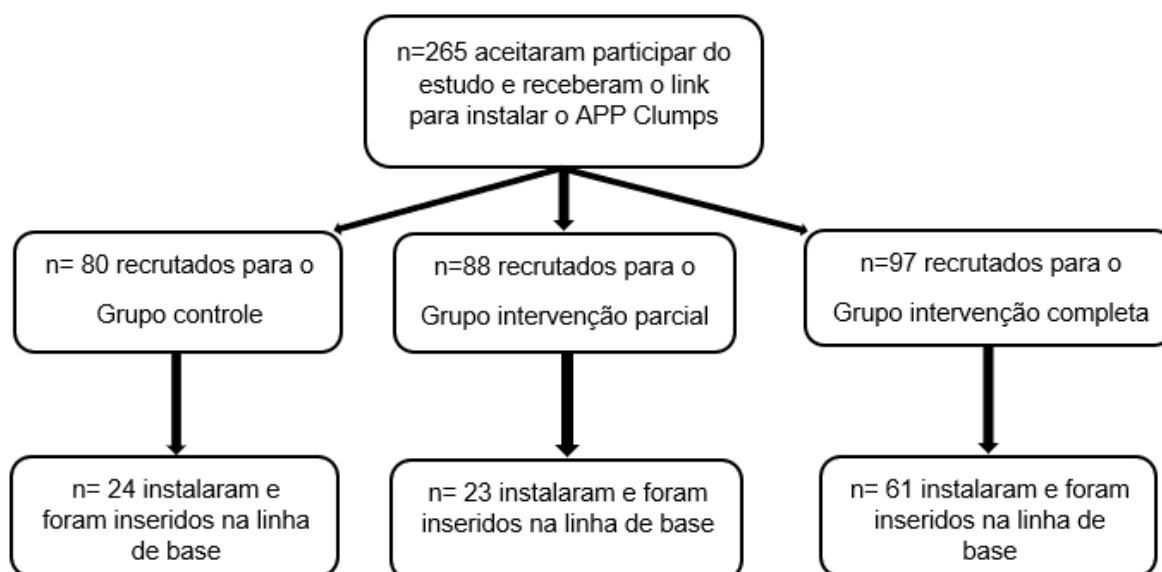 n=265 aceitaram participar do
estudo e receberam o link
para instalar o APP Clumps
n= 80 recrutados para o
Grupo controle
n=88 recrutados para o
Grupo intervenção parcial
n=97 recrutados para o
Grupo intervenção completa
n= 24 instalaram e
foram inseridos na linha
de base
n= 23 instalaram e foram
inseridos na linha de base
n= 61 instalaram e foram
inseridos na linha de
base